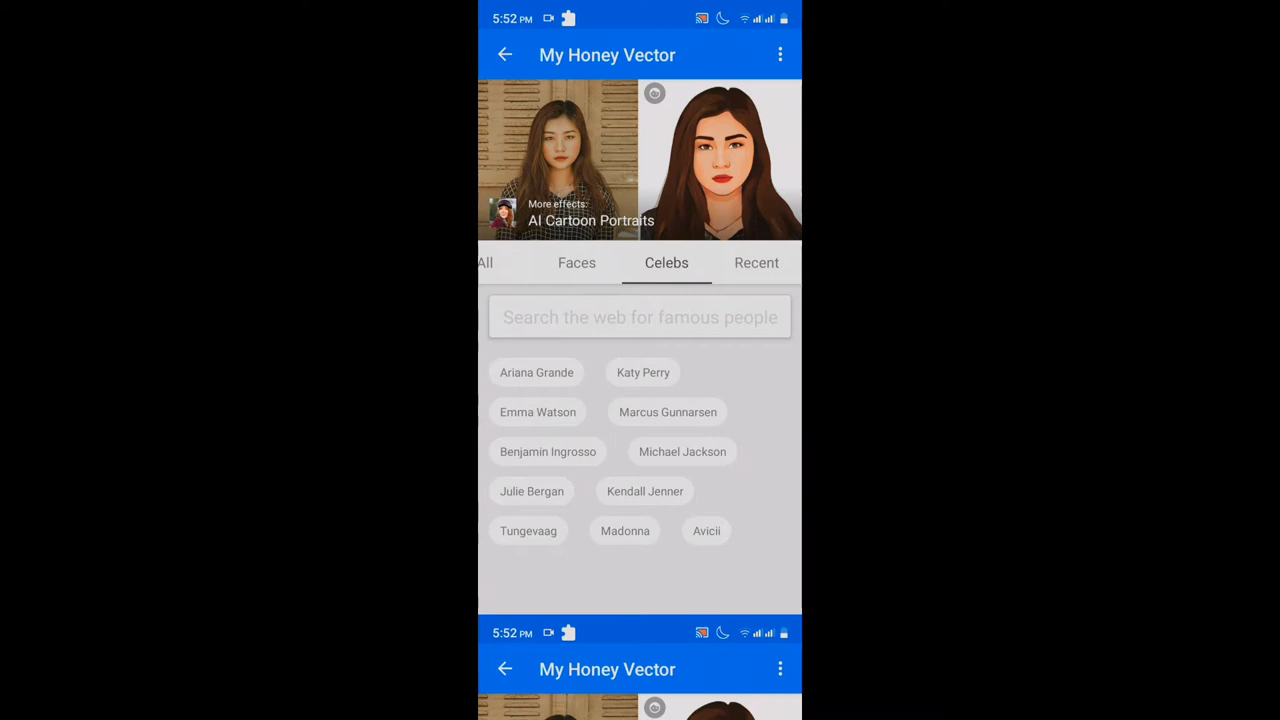 5:52 PM
My Honey Vector
More effects:
AI Cartoon Portraits
All Faces Celebs Recent
Search the web for famous people
Ariana Grande Katy Perry
Emma Watson Marcus Gunnarsen
Benjamin Ingrosso Michael Jackson
Julie Bergan Kendall Jenner
Tungevaag Madonna Avicii
5:52 PM
My Honey Vector